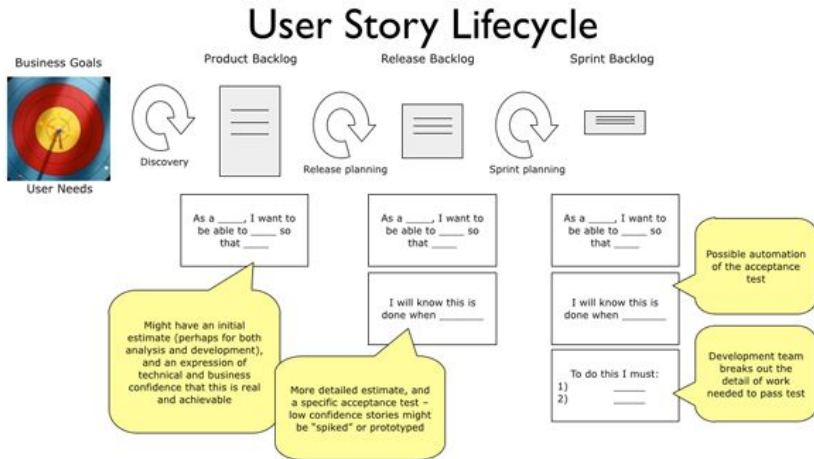 User Story Lifecycle
Business Goals
Product Backlog
Release Backlog
Sprint Backlog
User Needs
Discovery
Release planning
Sprint planning
As a ____, I want to
be able to ____ so
that ____
As a ____, I want to
be able to ____ so
that ____
As a ____, I want to
be able to ____ so
that ____
I will know this is
done when _______
I will know this is
done when _______
To do this I must:
1) _____
2) _____
Might have an initial
estimate (perhaps for both
analysis and development),
and an expression of
technical and business
confidence that this is real
and achievable
More detailed estimate, and
a specific acceptance test –
low confidence stories might
be “spiked” or prototyped
Possible automation
of the acceptance
test
Development team
breaks out the
detail of work
needed to pass test